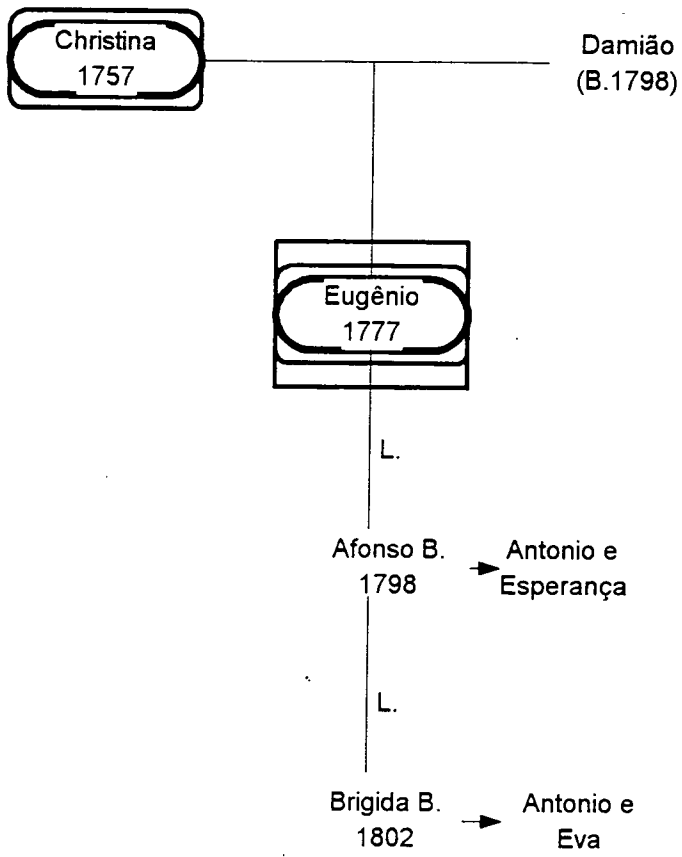 Christina
1757
Damião
(B.1798)
Eugênio
1777
L.
Afonso B.
1798
Antonio e
Esperança
L.
Brigida B.
1802
Antonio e
Eva